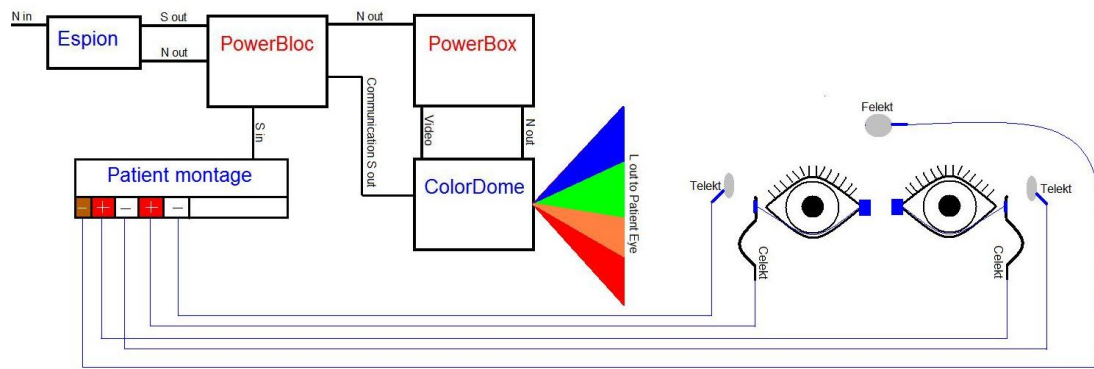 N in
S out
N out
Espion
N out
PowerBloc
PowerBox
Communication S out
Video
N out
S in
Patient montage
− + − + −
ColorDome
L out to Patient Eye
Felekt
Telekt
Telekt
Celekt
Celekt